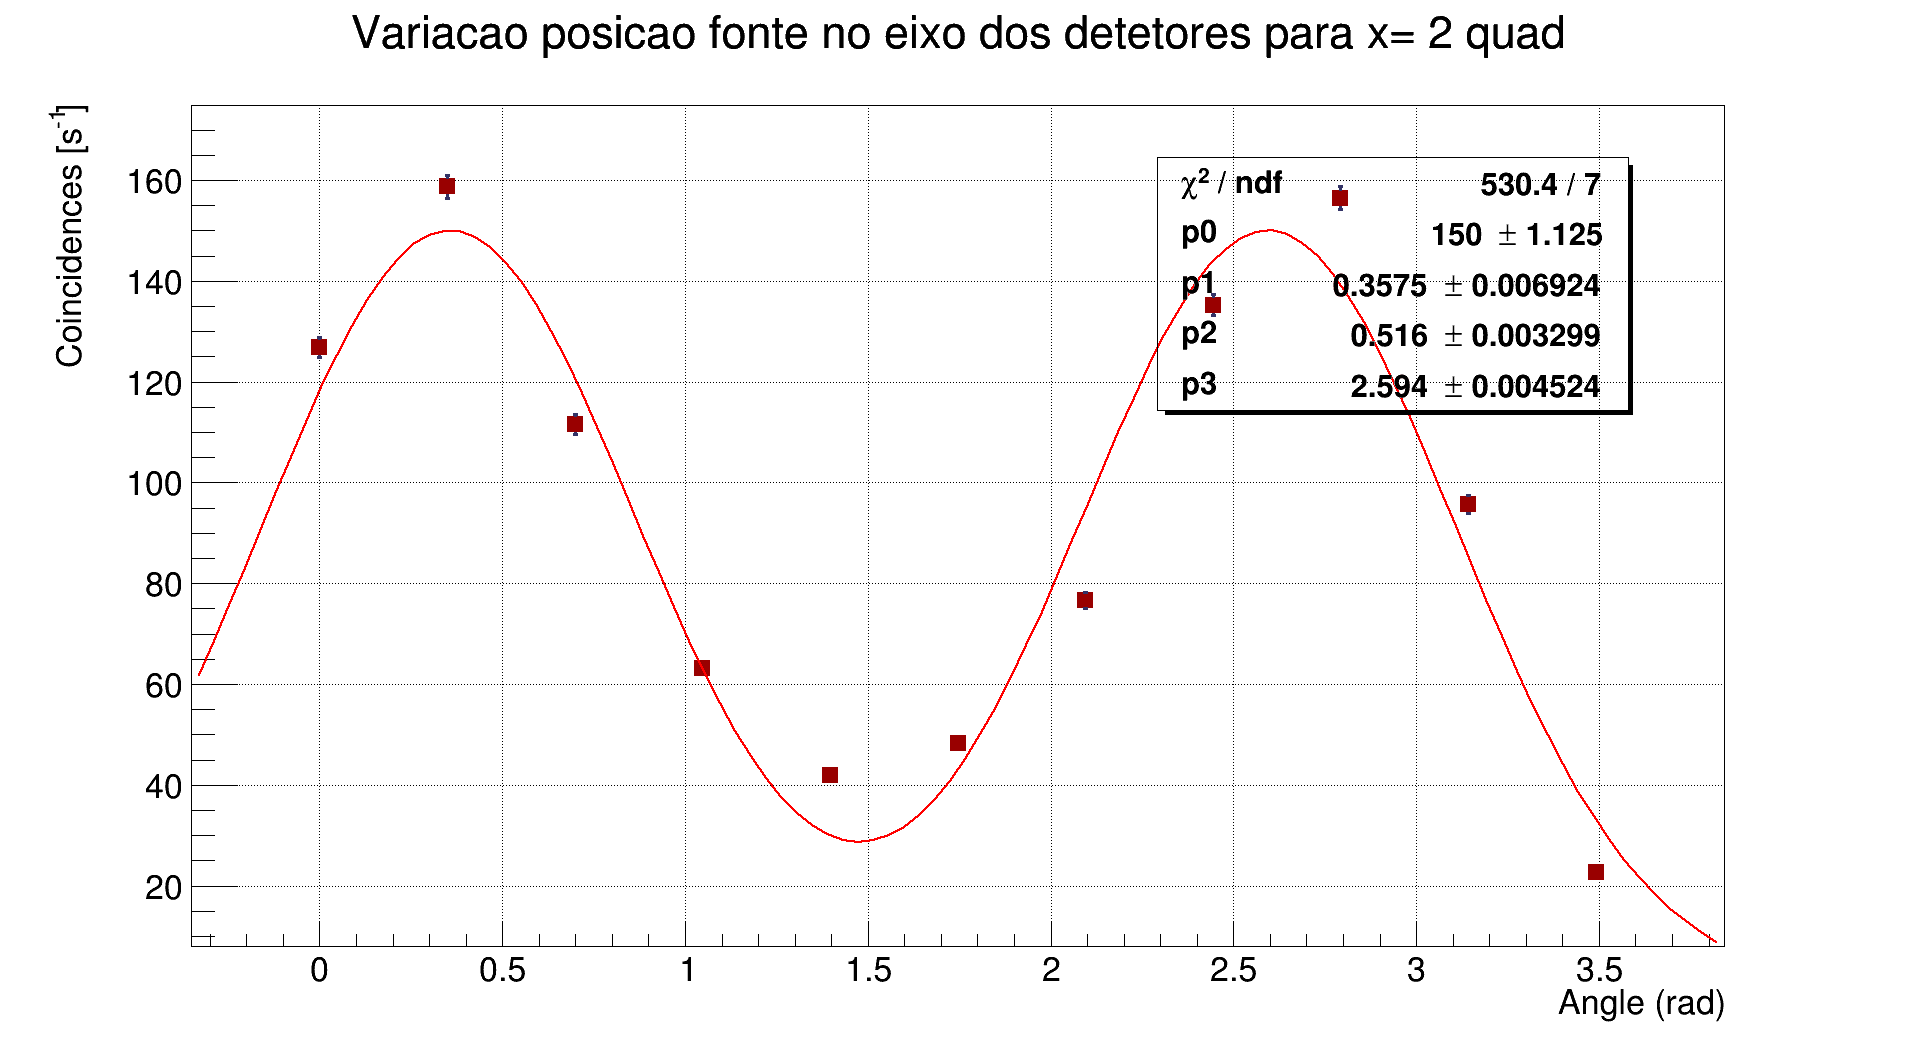 Variacao posicao fonte no eixo dos detetores para x= 2 quad
Coincidences [s⁻¹]
160
140
120
100
80
60
40
20
χ² / ndf 530.4 / 7
p0 150 ± 1.125
p1 0.3575 ± 0.006924
p2 0.516 ± 0.003299
p3 2.594 ± 0.004524
0 0.5 1 1.5 2 2.5 3 3.5
Angle (rad)